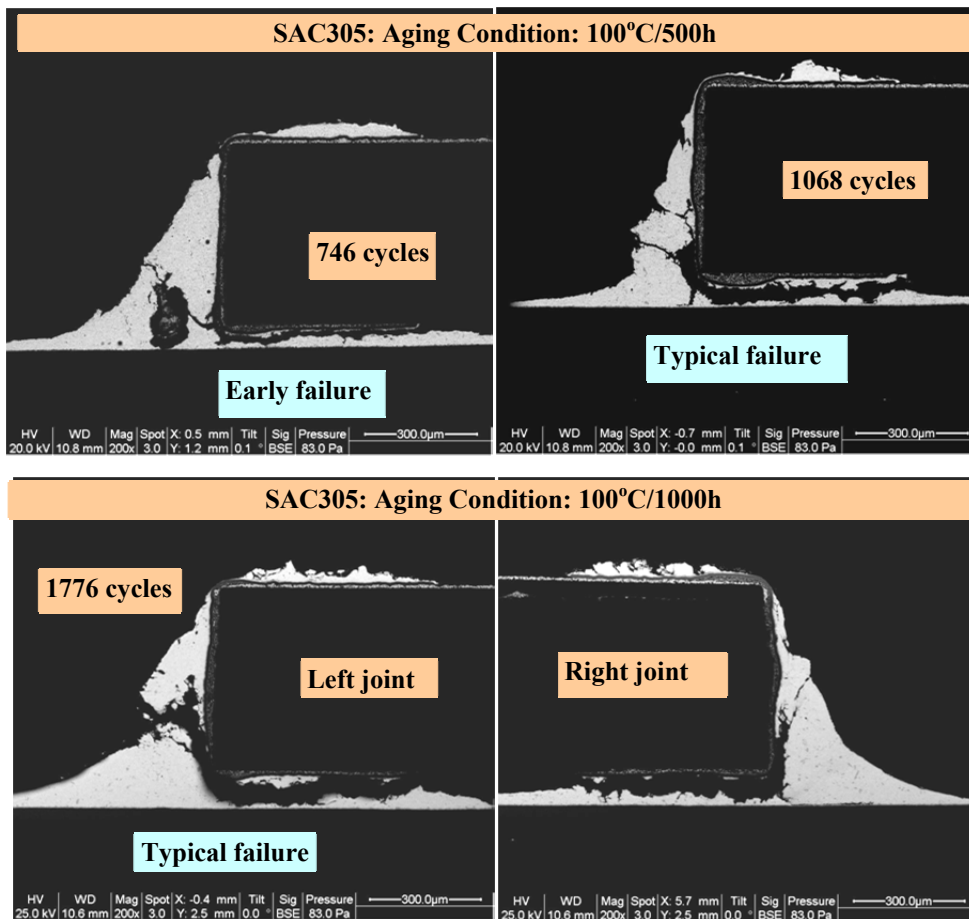 SAC305: Aging Condition: 100°C/500h
746 cycles
Early failure
HV WD Mag Spot X: 0.5 mm Tilt Sig Pressure 300.0µm
20.0 kV 10.8 mm 200x 3.0 Y: 1.2 mm 0.1 ° BSE 83.0 Pa
1068 cycles
Typical failure
HV WD Mag Spot X: -0.7 mm Tilt Sig Pressure 300.0µm
20.0 kV 10.8 mm 200x 3.0 Y: -0.0 mm 0.1 ° BSE 83.0 Pa
SAC305: Aging Condition: 100°C/1000h
1776 cycles
Left joint
Typical failure
HV WD Mag Spot X: -0.4 mm Tilt Sig Pressure 300.0µm
25.0 kV 10.6 mm 200x 3.0 Y: 2.5 mm 0.0 ° BSE 83.0 Pa
Right joint
HV WD Mag Spot X: 5.7 mm Tilt Sig Pressure 300.0µm
25.0 kV 10.6 mm 200x 3.0 Y: 2.5 mm 0.0 ° BSE 83.0 Pa